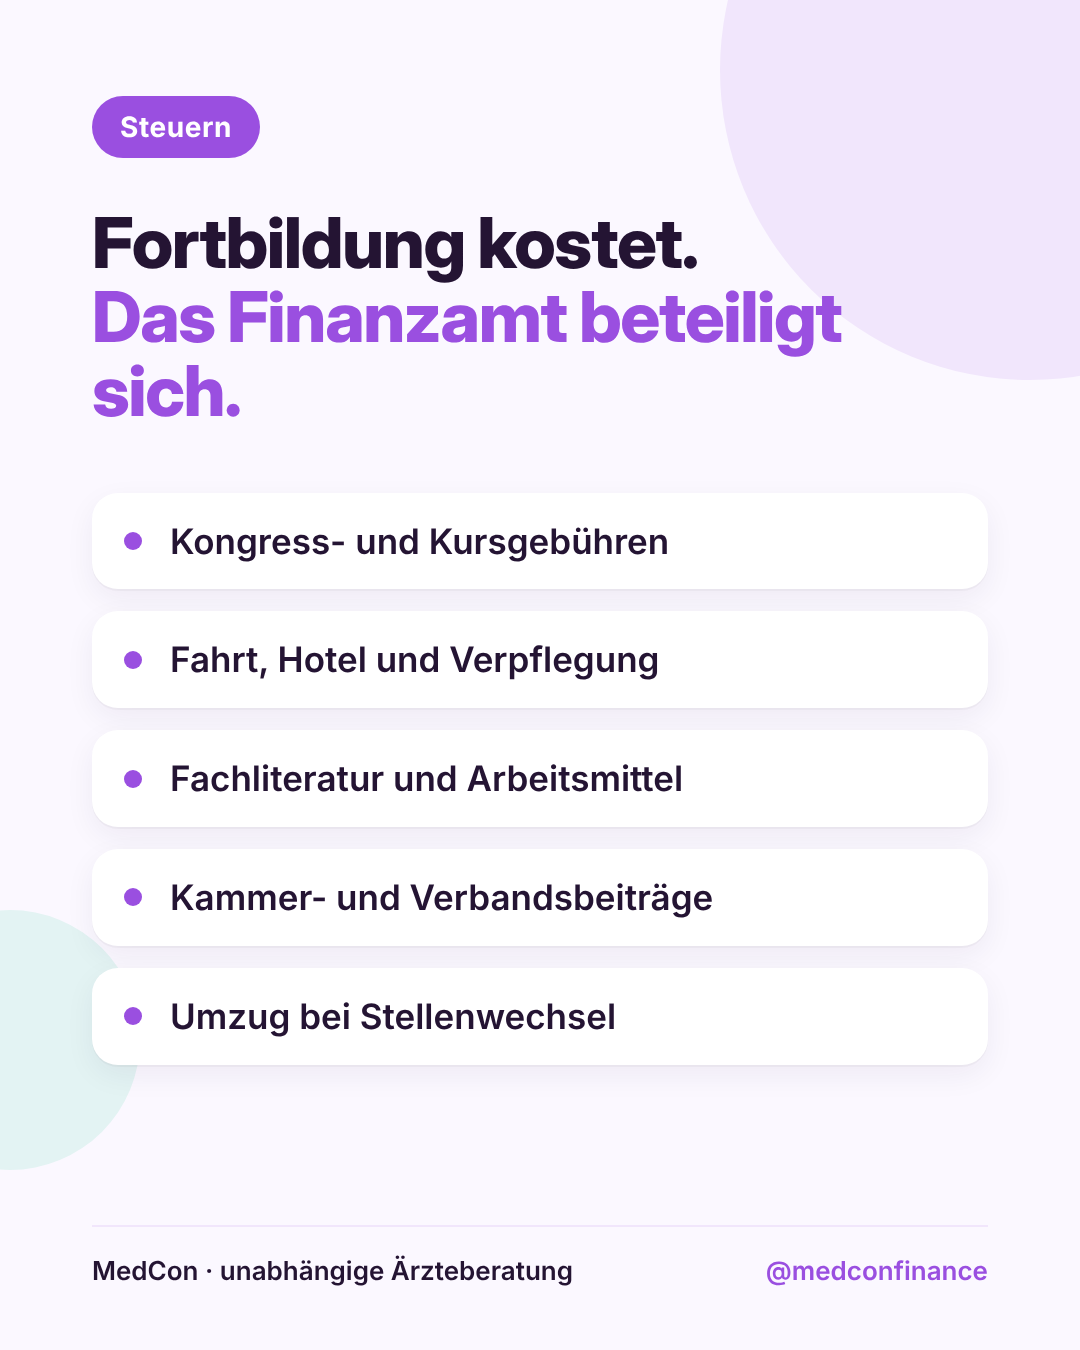 Steuern
Fortbildung kostet.
Das Finanzamt beteiligt
sich.
Kongress- und Kursgebühren
Fahrt, Hotel und Verpflegung
Fachliteratur und Arbeitsmittel
Kammer- und Verbandsbeiträge
Umzug bei Stellenwechsel
MedCon · unabhängige Ärzteberatung
@medconfinance